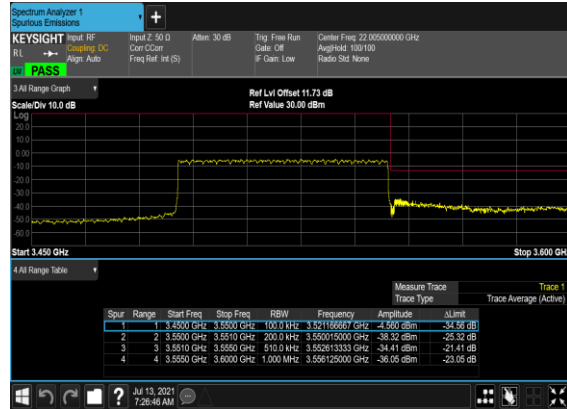 Spectrum Analyzer 1
Spurious Emissions
+
KEYSIGHT Input: RF Input Z: 50 Ω Atten: 30 dB Trig: Free Run Center Freq: 22.005000000 GHz
RL Coupling: DC Corr CCorr Gate: Off Avg|Hold: 100/100
Align: Auto Freq Ref: Int (S) IF Gain: Low Radio Std: None
PASS
3 All Range Graph
Ref Lvl Offset 11.73 dB
Scale/Div 10.0 dB Ref Value 30.00 dBm
Log
20.0
10.0
0.00
-10.0
-20.0
-30.0
-40.0
-50.0
-60.0
Start 3.450 GHz Stop 3.600 GH
4 All Range Table
Measure Trace Trace 1
Trace Type Trace Average (Active)
Spur Range Start Freq Stop Freq RBW Frequency Amplitude ΔLimit
1 1 3.4500 GHz 3.5500 GHz 100.0 kHz 3.521166667 GHz -4.560 dBm -34.56 dB
2 2 3.5500 GHz 3.5510 GHz 200.0 kHz 3.550015000 GHz -38.32 dBm -25.32 dB
3 3 3.5510 GHz 3.5550 GHz 510.0 kHz 3.552613333 GHz -34.41 dBm -21.41 dB
4 4 3.5550 GHz 3.6000 GHz 1.000 MHz 3.556125000 GHz -36.05 dBm -23.05 dB
? Jul 13, 2021
7:26:46 AM